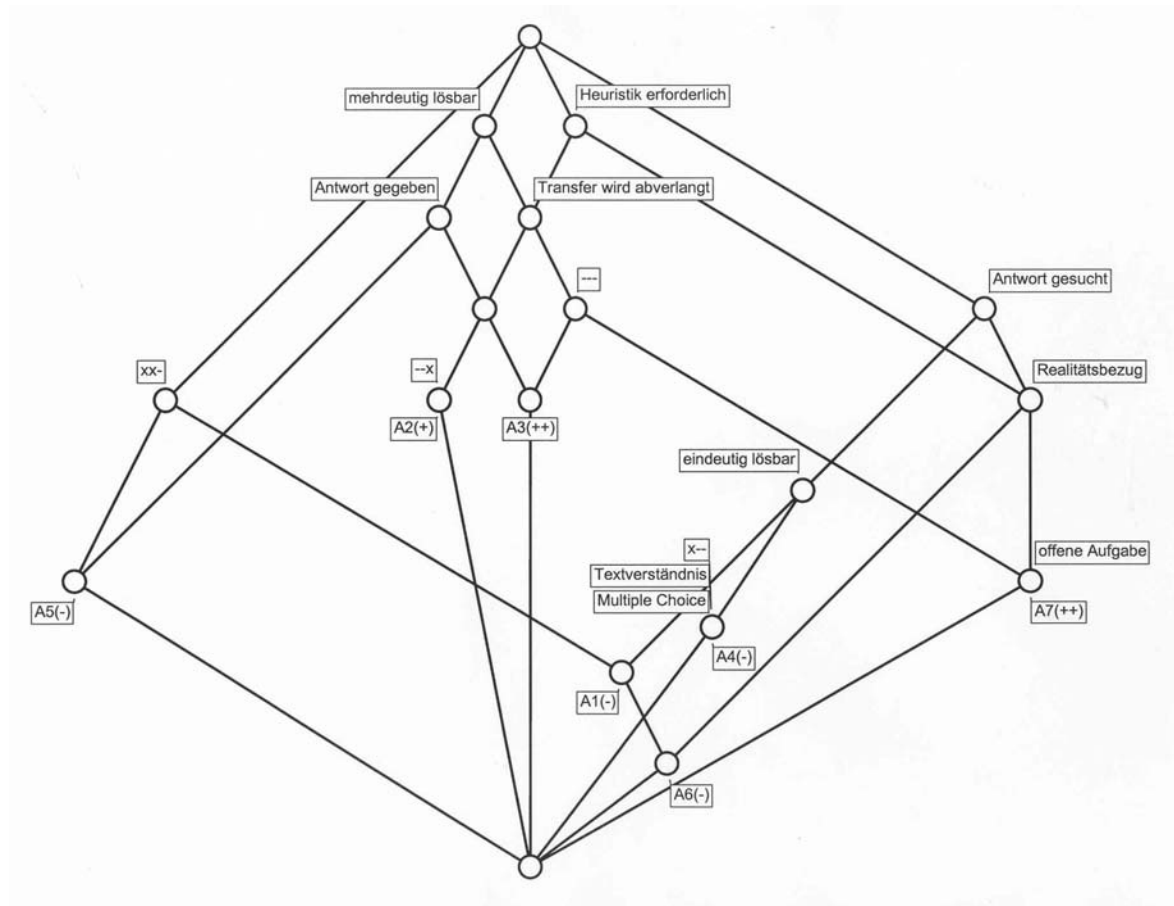 Heuristik erforderlich
mehrdeutig lösbar
Antwort gegeben
Transfer wird abverlangt
---
Antwort gesucht
xx-
--x
Realitätsbezug
A2(+)
A3(++)
eindeutig lösbar
x--
Textverständnis
Multiple Choice
offene Aufgabe
A5(-)
A7(++)
A4(-)
A1(-)
A6(-)